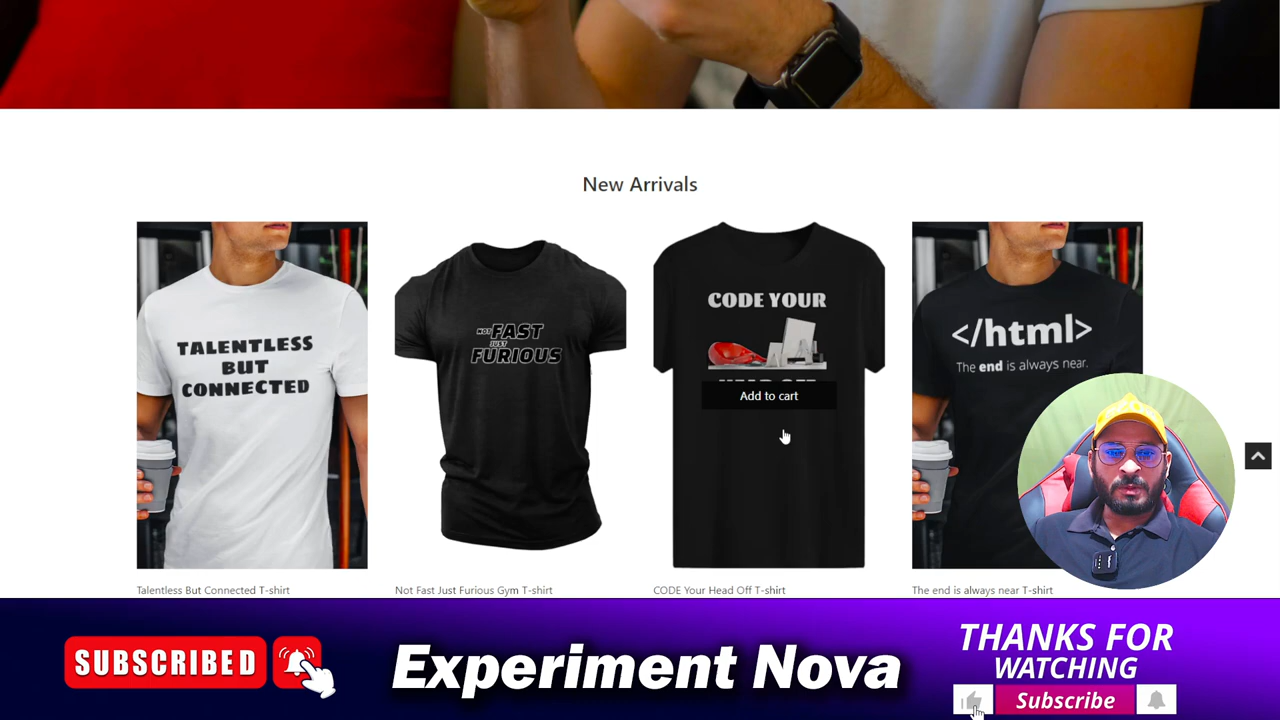 New Arrivals
TALENTLESS
BUT
CONNECTED
NOT FAST
JUST
FURIOUS
CODE YOUR
Add to cart
</html>
The end is always near.
Talentless But Connected T-shirt
Not Fast Just Furious Gym T-shirt
CODE Your Head Off T-shirt
The end is always near T-shirt
SUBSCRIBED
Experiment Nova
THANKS FOR
WATCHING
Subscribe